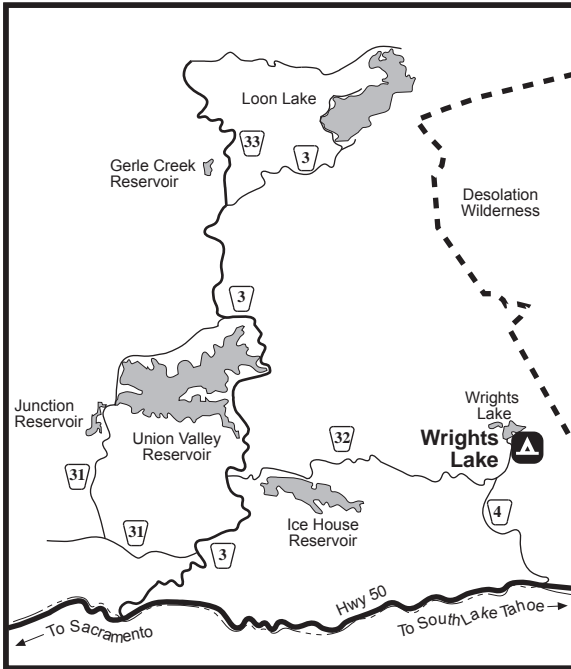 Loon Lake
33
3
Gerle Creek
Reservoir
Desolation
Wilderness
3
Junction
Reservoir
Union Valley
Reservoir
Wrights
Lake
Wrights
Lake
32
31
4
Ice House
Reservoir
31
3
Hwy 50
To Sacramento
To South Lake Tahoe